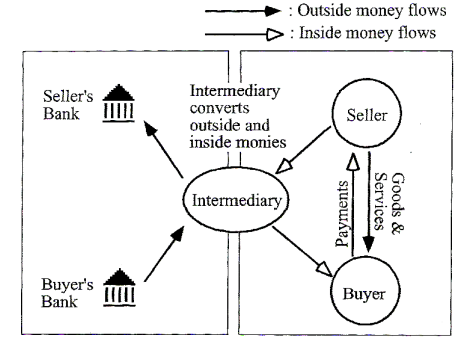 : Outside money flows
: Inside money flows
Seller's
Bank
Intermediary
converts
outside and
inside monies
Seller
Intermediary
Payments
Goods &
Services
Buyer's
Bank
Buyer